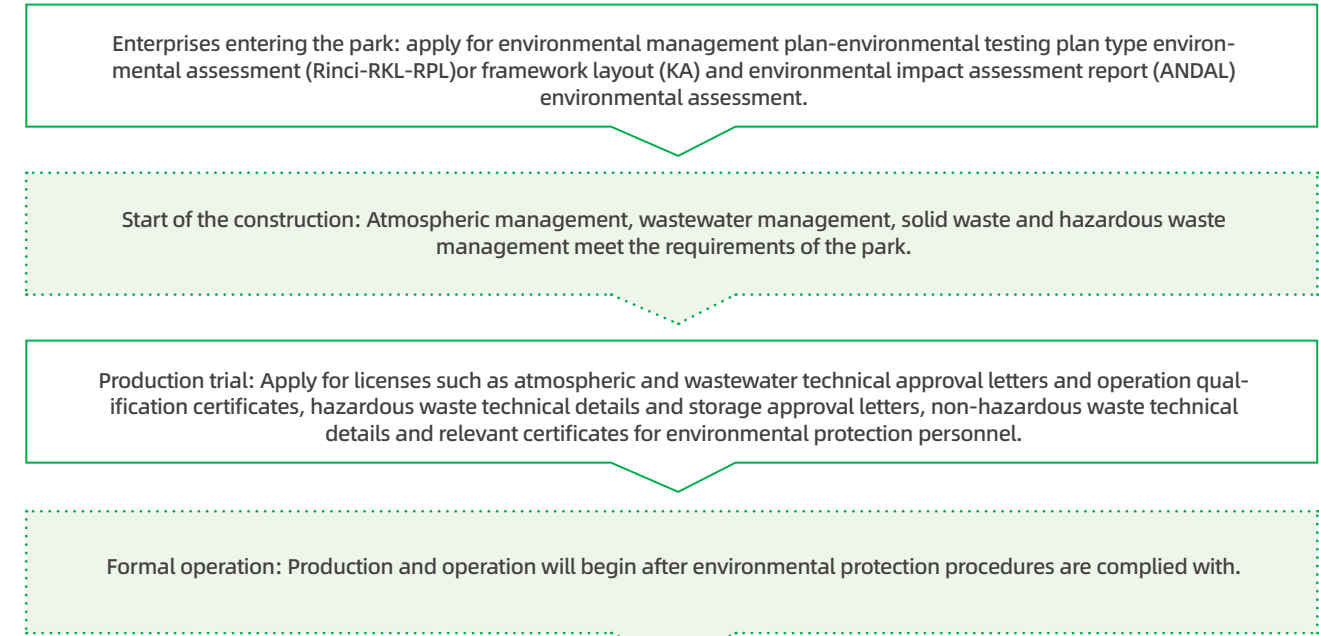 Enterprises entering the park: apply for environmental management plan-environmental testing plan type environ-
mental assessment (Rinci-RKL-RPL)or framework layout (KA) and environmental impact assessment report (ANDAL)
environmental assessment.
Start of the construction: Atmospheric management, wastewater management, solid waste and hazardous waste
management meet the requirements of the park.
Production trial: Apply for licenses such as atmospheric and wastewater technical approval letters and operation qual-
ification certificates, hazardous waste technical details and storage approval letters, non-hazardous waste technical
details and relevant certificates for environmental protection personnel.
Formal operation: Production and operation will begin after environmental protection procedures are complied with.